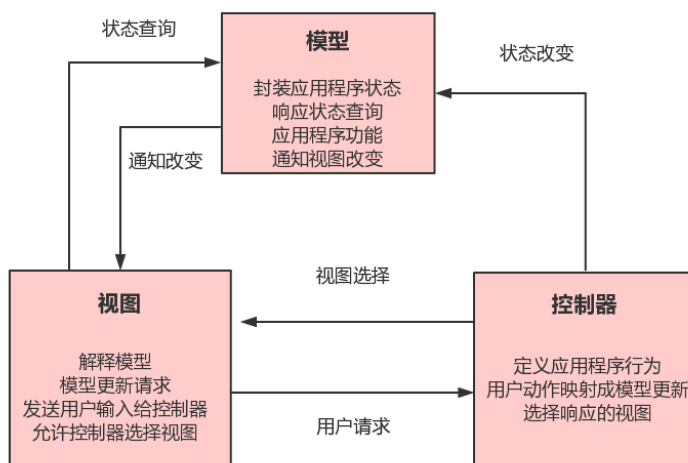 状态查询
模型
封装应用程序状态
响应状态查询
应用程序功能
通知视图改变
状态改变
通知改变
视图
解释模型
模型更新请求
发送用户输入给控制器
允许控制器选择视图
视图选择
用户请求
控制器
定义应用程序行为
用户动作映射成模型更新
选择响应的视图